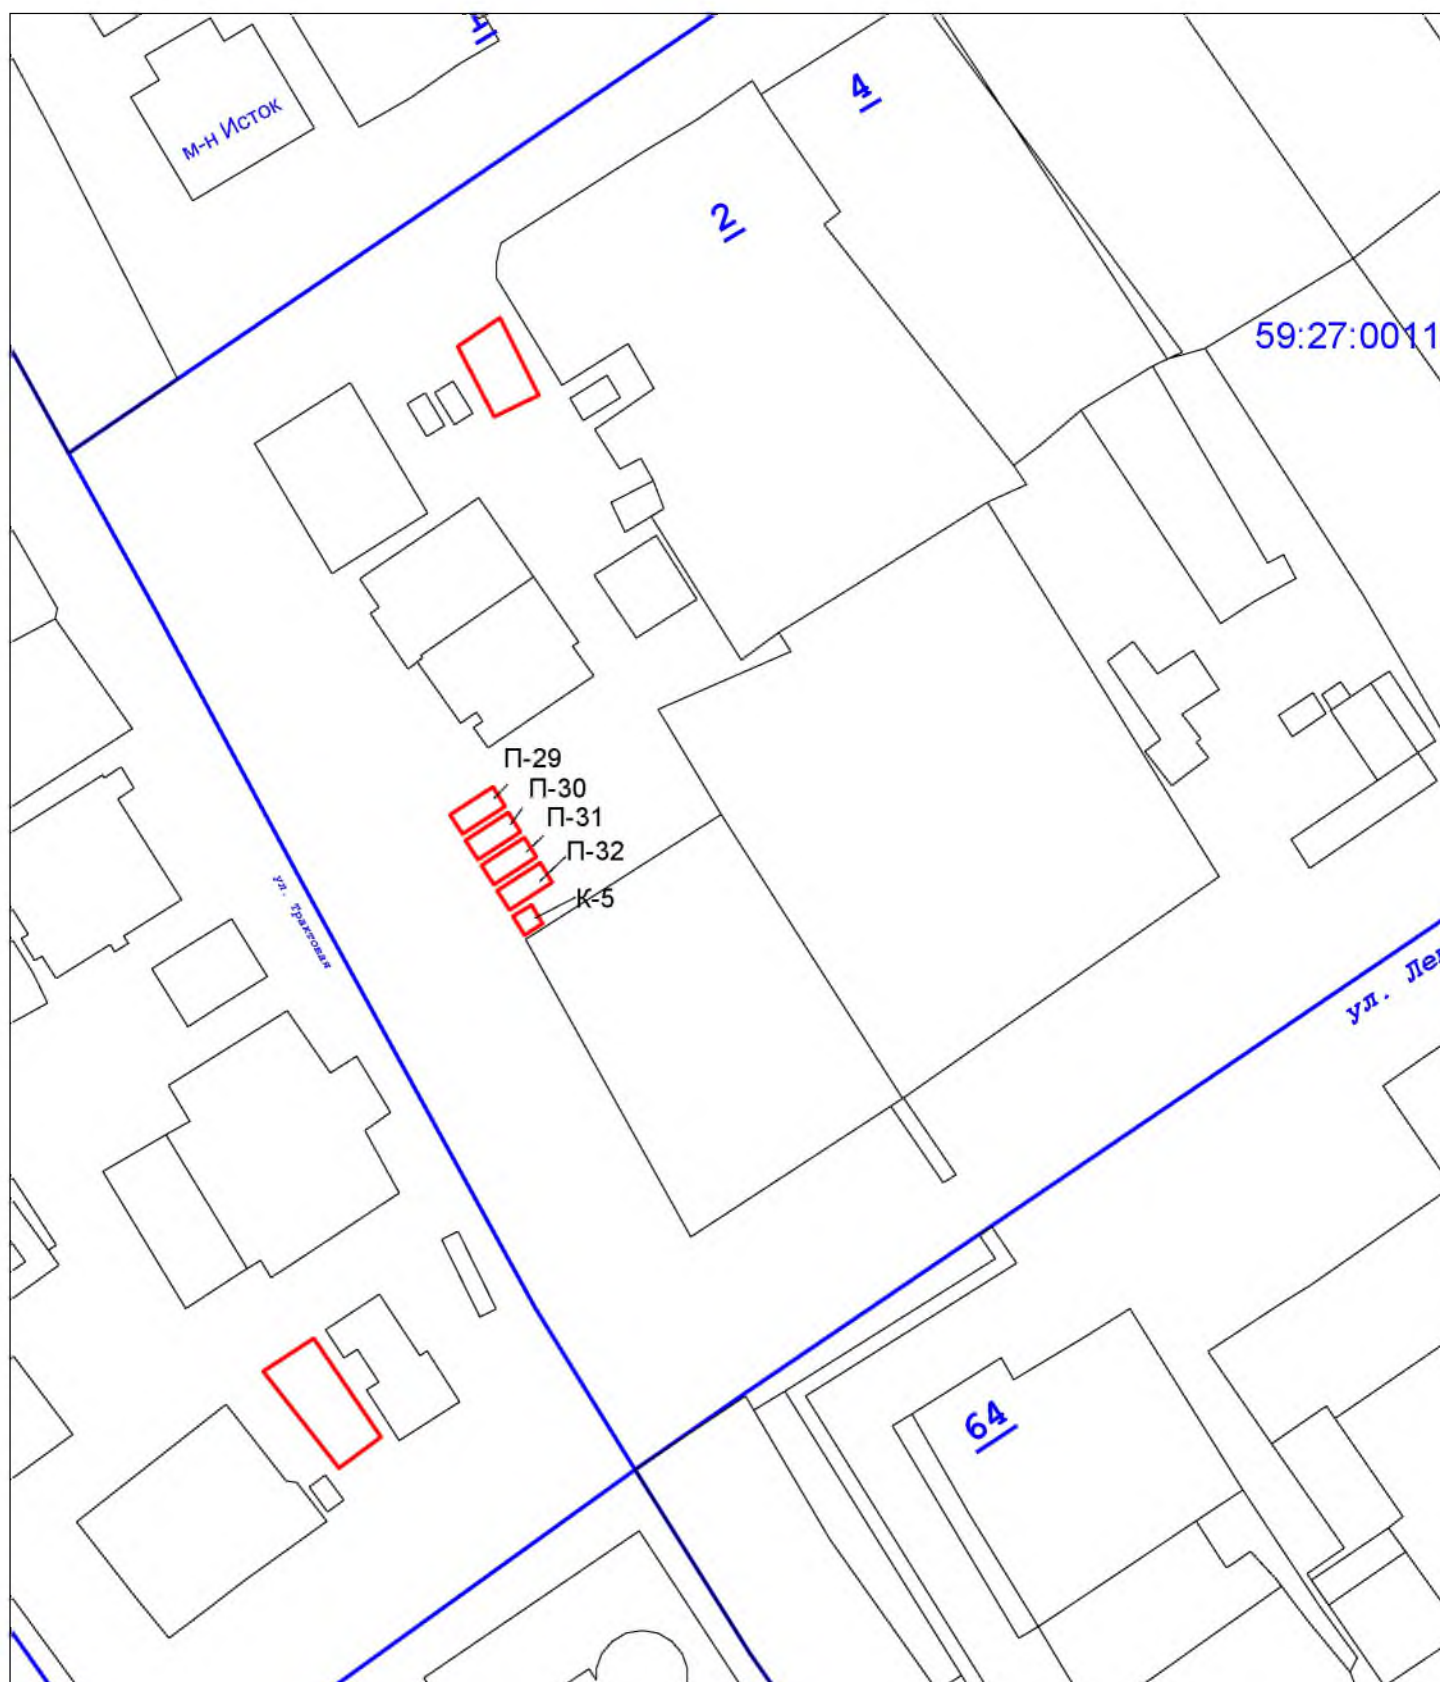 м-н Исток
4
2
59:27:0011
П-29
П-30
П-31
П-32
К-5
ул. Трактовая
ул. Ле
64